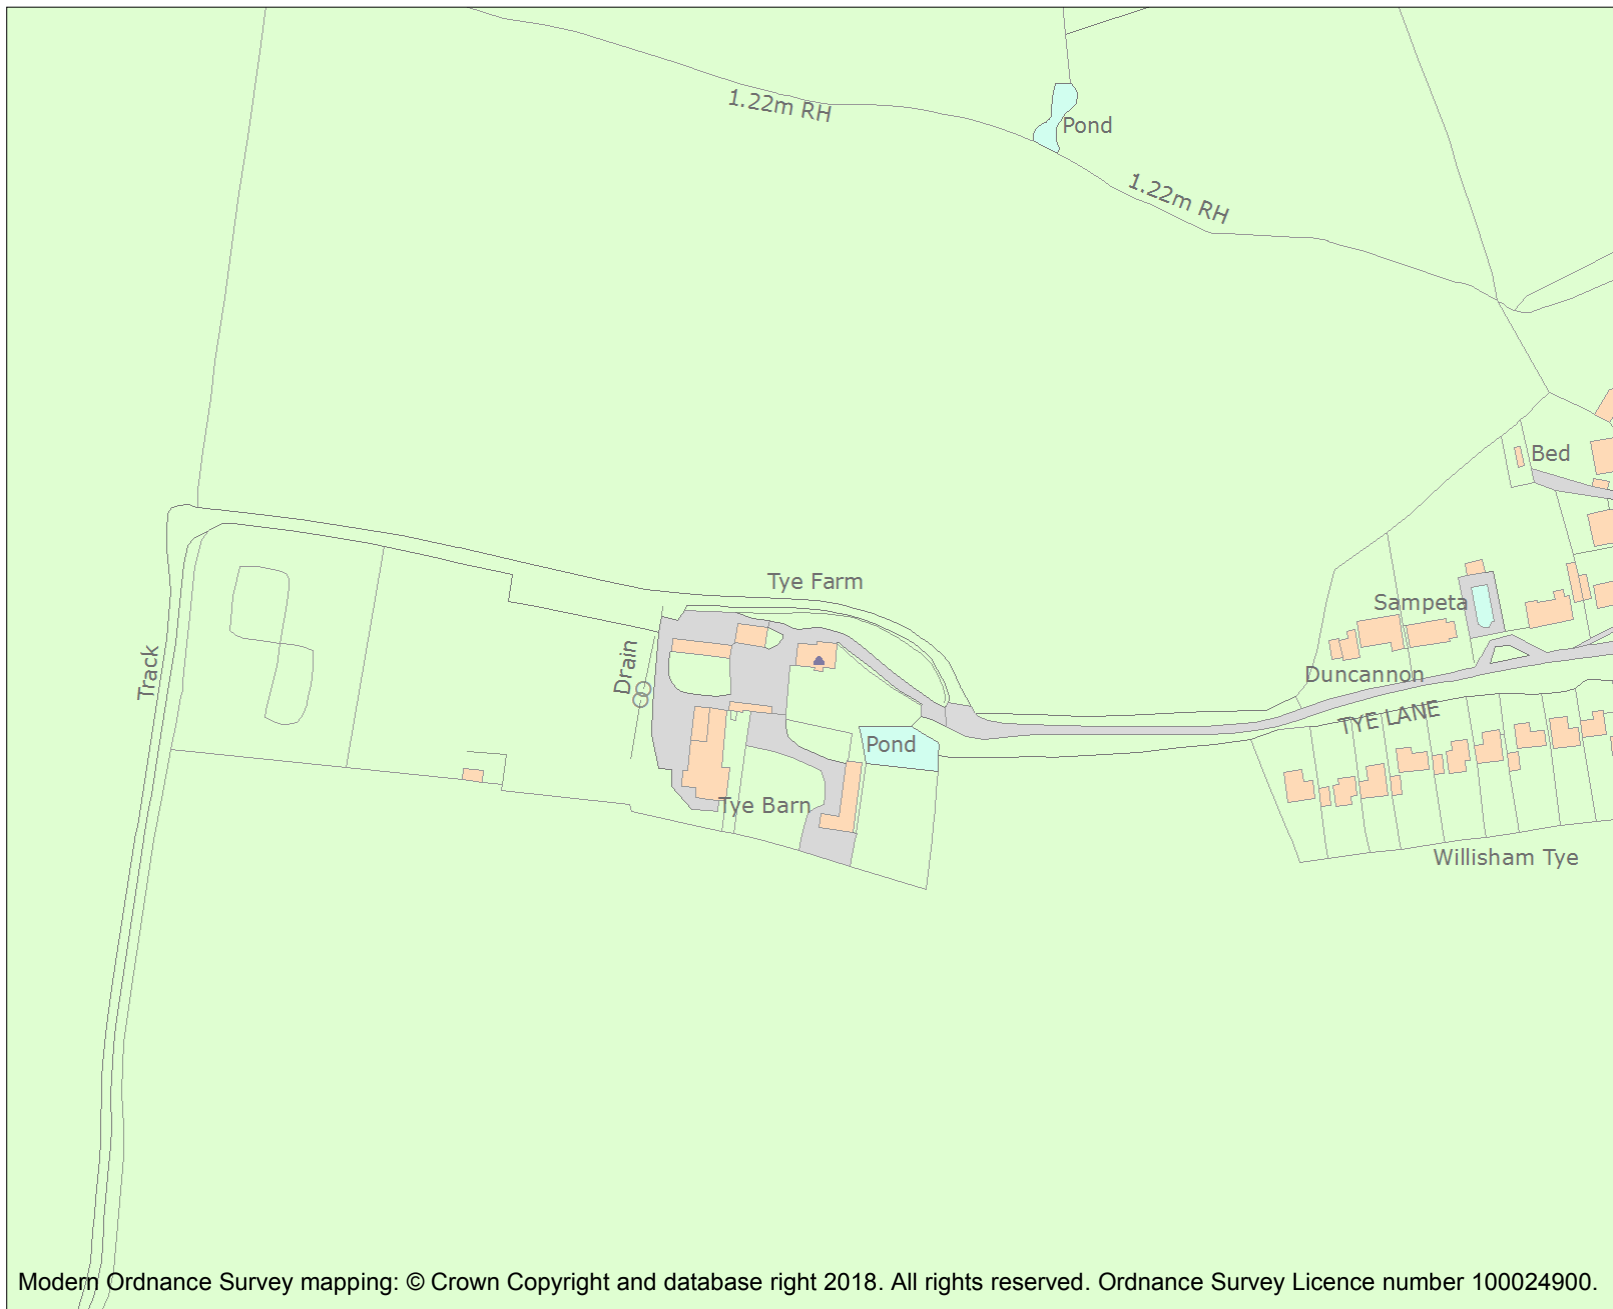 1.22m RH
Pond
1.22m RH
Bed
Tye Farm
Sampeta
Drain
Track
Duncannon
TYE LANE
Pond
Tye Barn
Willisham Tye
Modern Ordnance Survey mapping: © Crown Copyright and database right 2018. All rights reserved. Ordnance Survey Licence number 100024900.